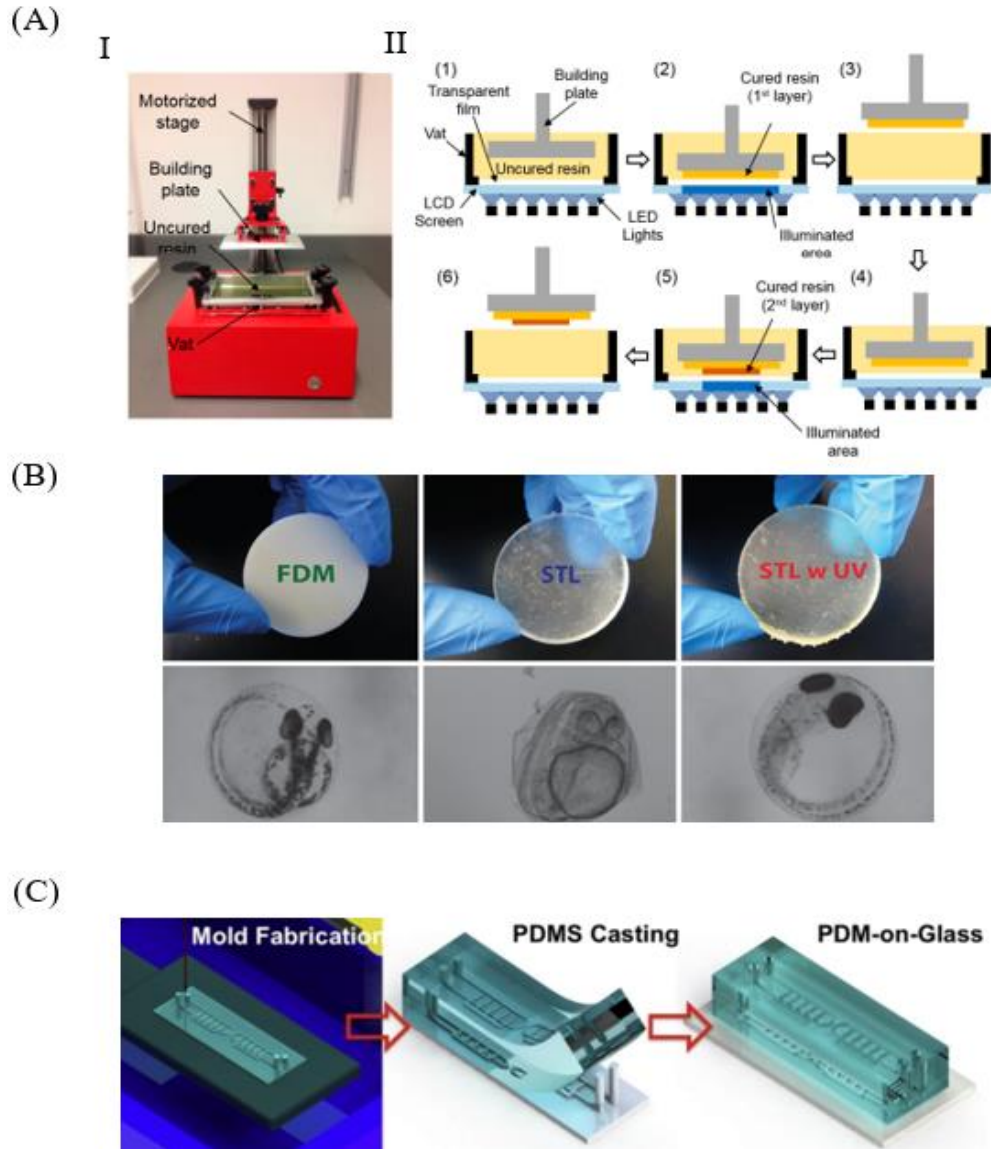 (A)
I
Motorized
stage
Building
plate
Uncured
resin
Vat
II
(1)
Transparent
film
Building
plate
Vat
Uncured resin
LCD
Screen
LED
Lights
(2)
Cured resin
(1st layer)
Illuminated
area
(3)
(6)
(5)
Cured resin
(2nd layer)
Illuminated
area
(4)
(B)
FDM
STL
STL w UV
(C)
Mold Fabrication
PDMS Casting
PDM-on-Glass